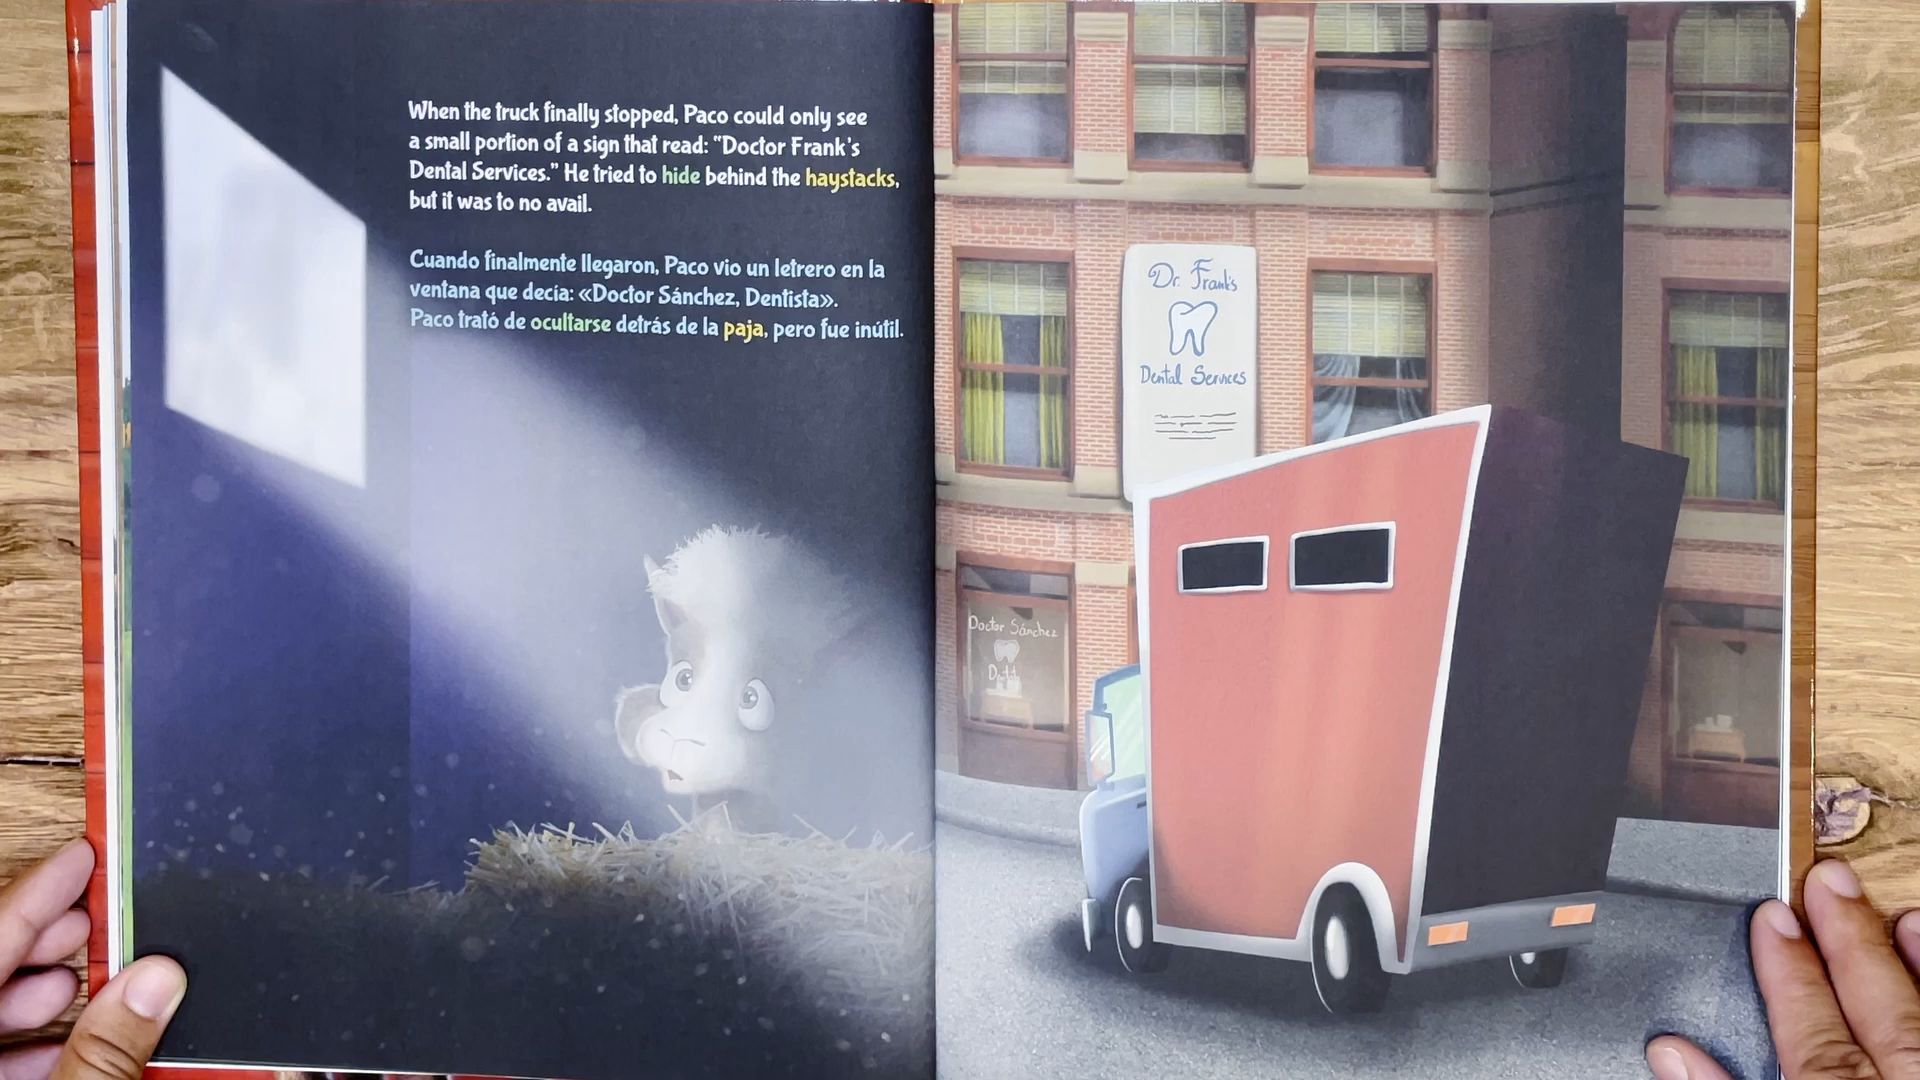 When the truck finally stopped, Paco could only see
a small portion of a sign that read: “Doctor Frank’s
Dental Services.” He tried to hide behind the haystacks,
but it was to no avail.
Cuando finalmente llegaron, Paco vio un letrero en la
ventana que decía: «Doctor Sánchez, Dentista».
Paco trató de ocultarse detrás de la paja, pero fue inútil.
Dr. Frank's
Dental Services
Doctor Sánchez